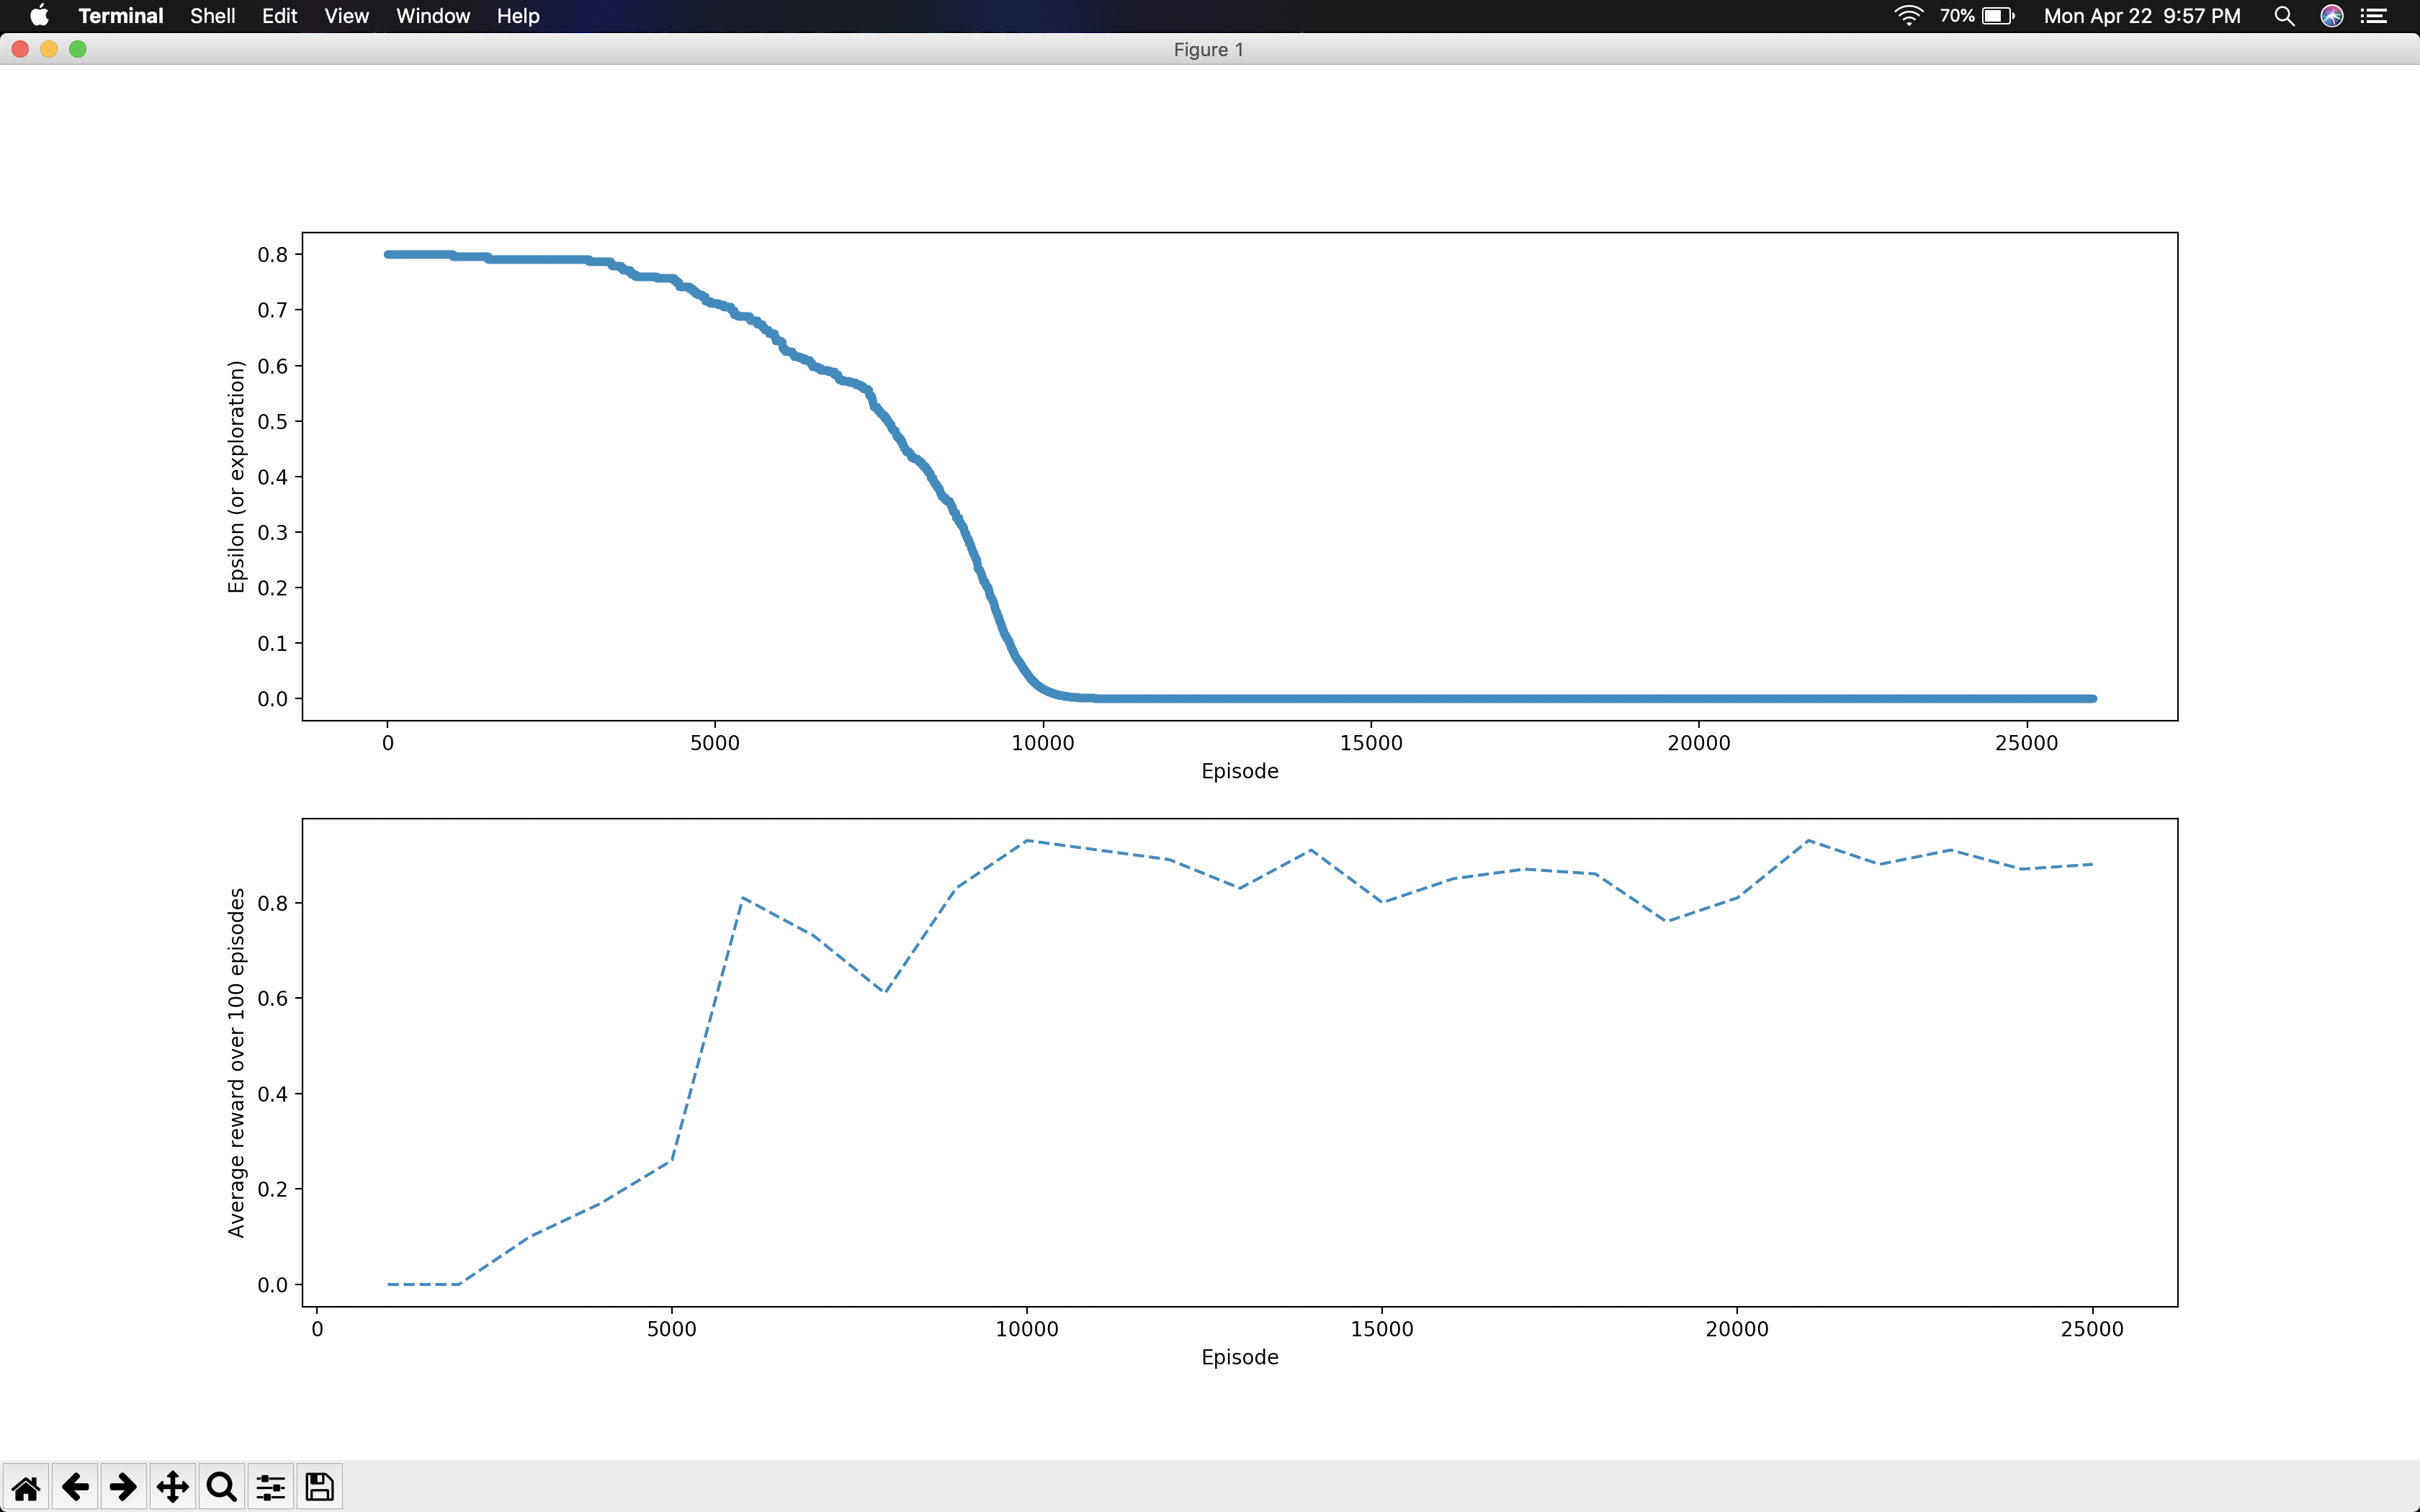 Terminal Shell Edit View Window Help 70% Mon Apr 22 9:57 PM
Figure 1
0.8
0.7
0.6
0.5
0.4
0.3
0.2
0.1
0.0
Epsilon (or exploration)
0 5000 10000 15000 20000 25000
Episode
0.8
0.6
0.4
0.2
0.0
Average reward over 100 episodes
0 5000 10000 15000 20000 25000
Episode